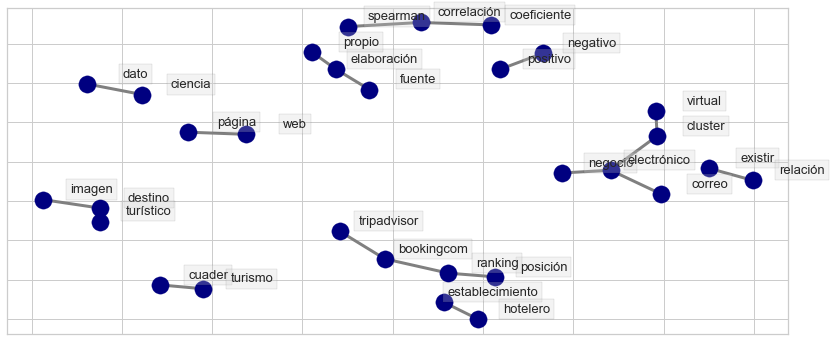 spearman
correlación
coeficiente
propio
elaboración
fuente
positivo
negativo
dato
ciencia
página
web
virtual
cluster
negocio
electrónico
correo
existir
relación
imagen
destino
turístico
tripadvisor
bookingcom
ranking
posición
cuader
turismo
establecimiento
hotelero